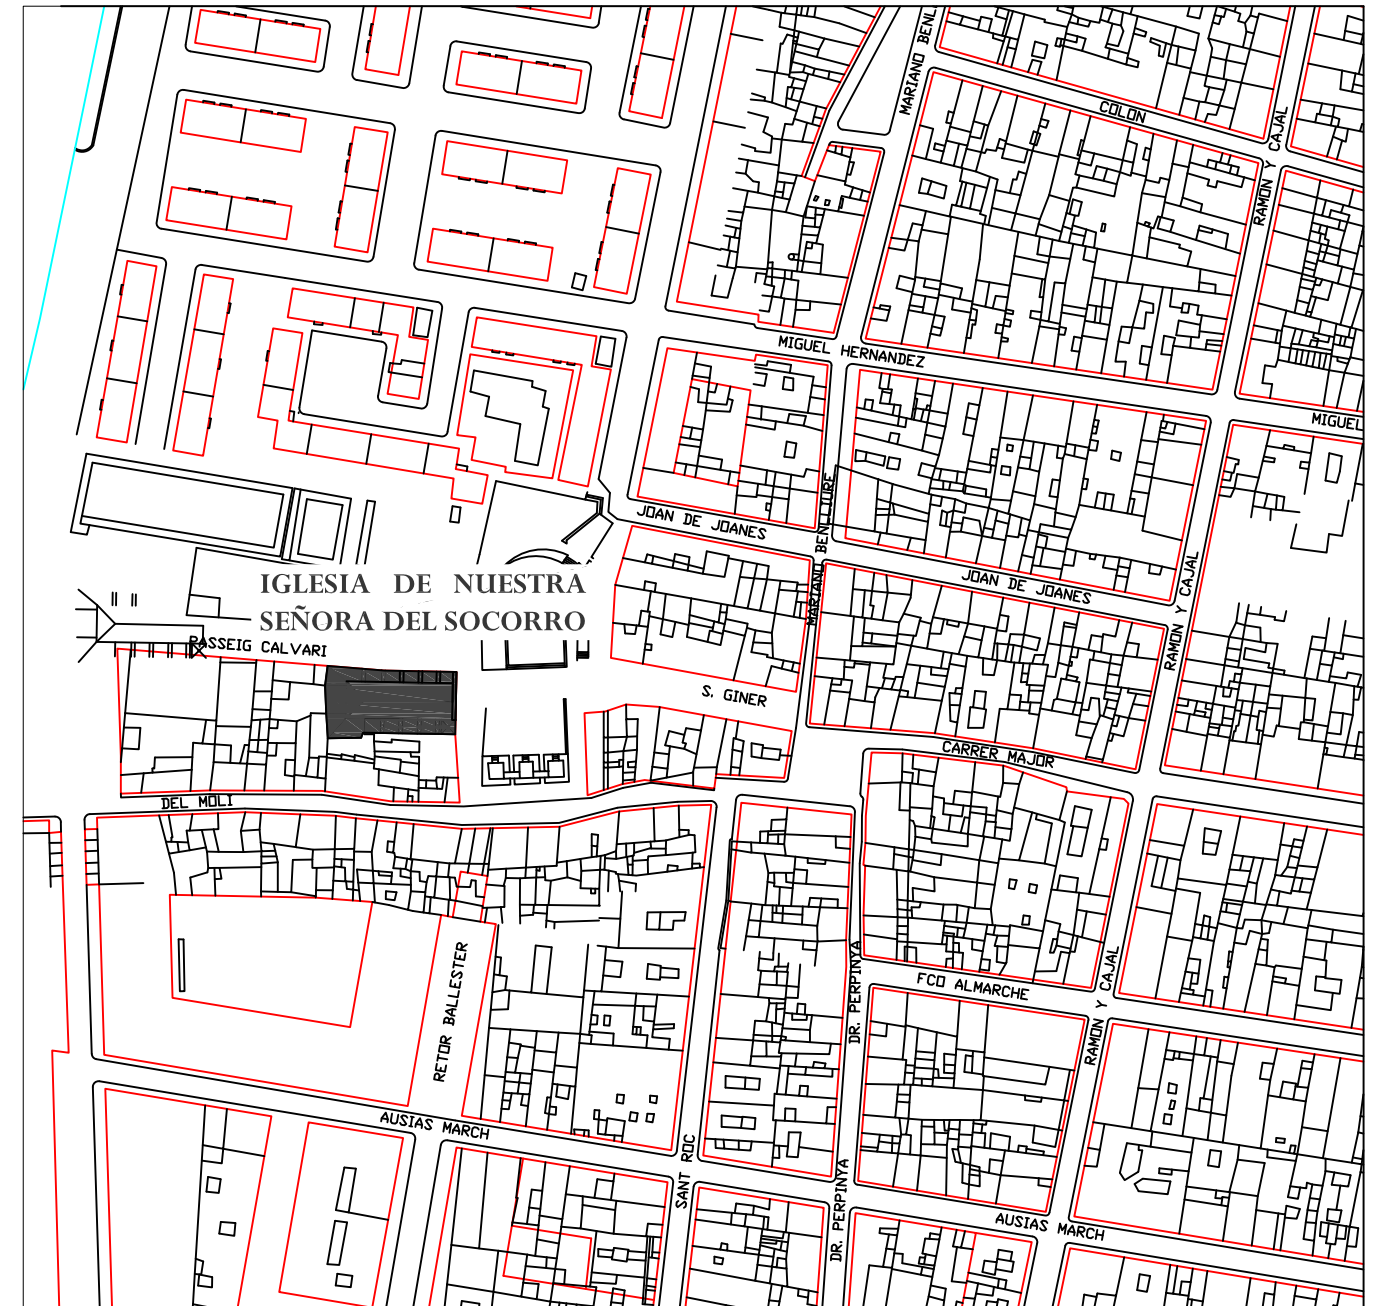 MARIANO BENL
COLON
RAMON Y CAJAL
MIGUEL HERNANDEZ
MIGUEL
JOAN DE JOANES
MARIANO BENLLIURE
JOAN DE JOANES
RAMON Y CAJAL
IGLESIA DE NUESTRA
SEÑORA DEL SOCORRO
PASSEIG CALVARI
S. GINER
CARRER MAJOR
DEL MOLI
RETOR BALLESTER
DR. PERPINYA
FCO ALMARCHE
RAMON Y CAJAL
AUSIAS MARCH
SANT ROC
DR. PERPINYA
AUSIAS MARCH